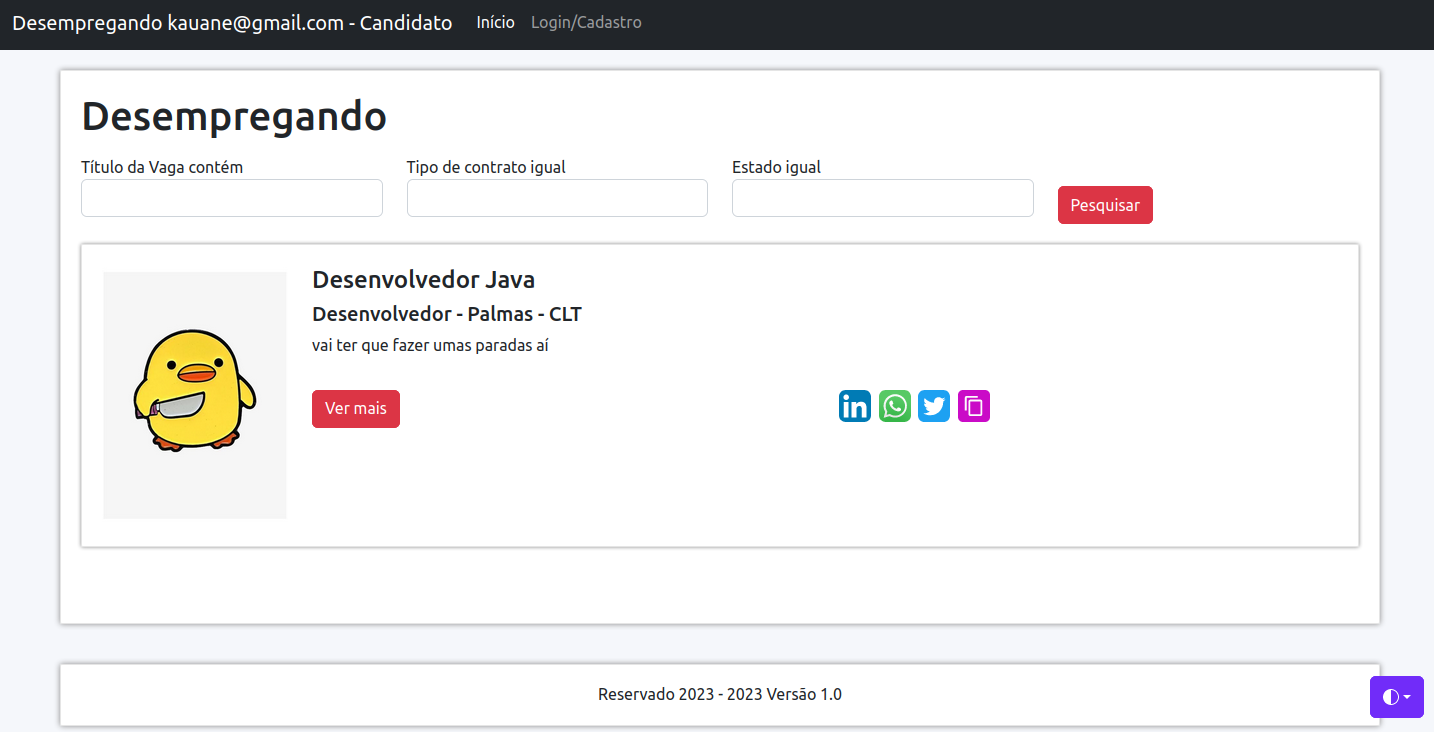 Desempregando kauane@gmail.com - Candidato Início Login/Cadastro
Desempregando
Título da Vaga contém Tipo de contrato igual Estado igual
Pesquisar
Desenvolvedor Java
Desenvolvedor - Palmas - CLT
vai ter que fazer umas paradas aí
Ver mais in
Reservado 2023 - 2023 Versão 1.0